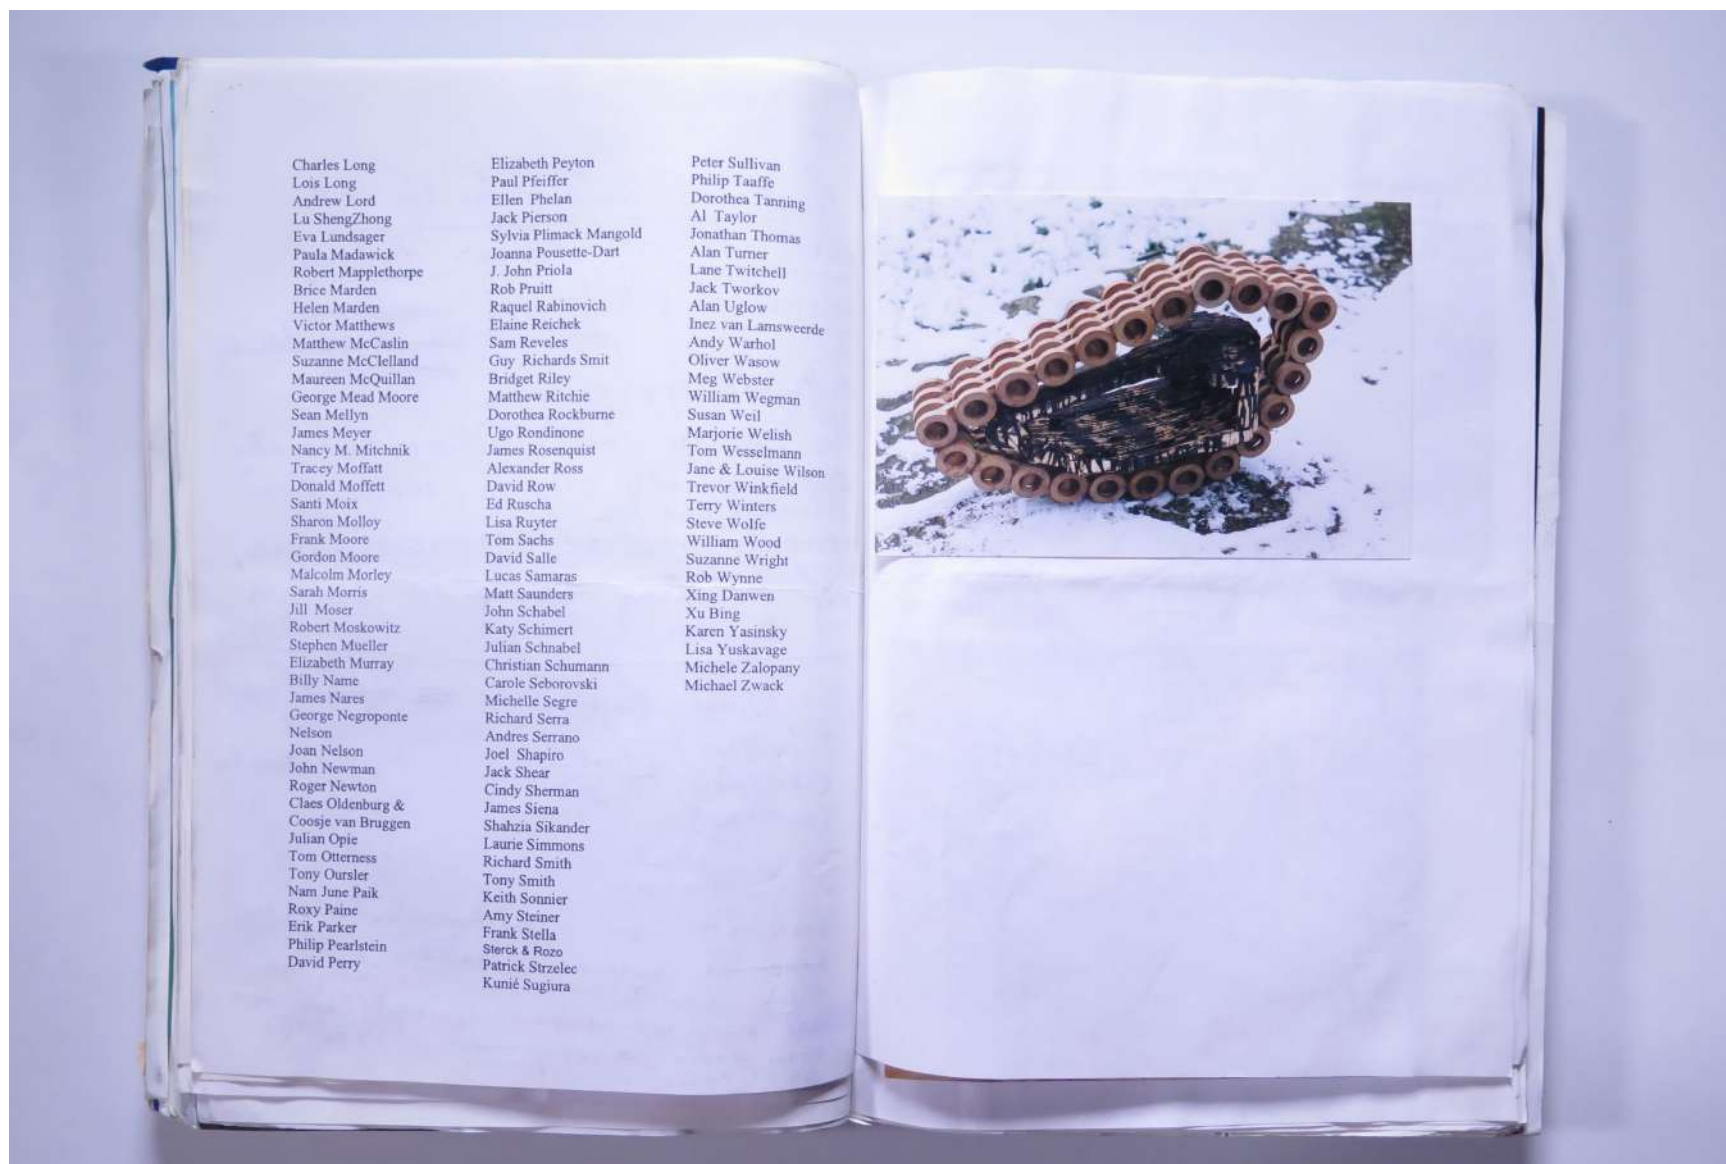 Charles Long
Lois Long
Andrew Lord
Lu ShengZhong
Eva Lundsager
Paula Madawick
Robert Mapplethorpe
Brice Marden
Helen Marden
Victor Matthews
Matthew McCaslin
Suzanne McClelland
Maureen McQuillan
George Mead Moore
Sean Mellyn
James Meyer
Nancy M. Mitchnik
Tracey Moffatt
Donald Moffett
Santi Moix
Sharon Molloy
Frank Moore
Gordon Moore
Malcolm Morley
Sarah Morris
Jill Moser
Robert Moskowitz
Stephen Mueller
Elizabeth Murray
Billy Name
James Nares
George Negroponte
Nelson
Joan Nelson
John Newman
Roger Newton
Claes Oldenburg &
Coosje van Bruggen
Julian Opie
Tom Otterness
Tony Oursler
Nam June Paik
Roxy Paine
Erik Parker
Philip Pearlstein
David Perry
Elizabeth Peyton
Paul Pfeiffer
Ellen Phelan
Jack Pierson
Sylvia Plimack Mangold
Joanna Pousette-Dart
J. John Priola
Rob Pruitt
Raquel Rabinovich
Elaine Reichek
Sam Reveles
Guy Richards Smit
Bridget Riley
Matthew Ritchie
Dorothea Rockburne
Ugo Rondinone
James Rosenquist
Alexander Ross
David Row
Ed Ruscha
Lisa Ruyter
Tom Sachs
David Salle
Lucas Samaras
Matt Saunders
John Schabel
Katy Schimert
Julian Schnabel
Christian Schumann
Carole Seborovski
Michelle Segre
Richard Serra
Andres Serrano
Joel Shapiro
Jack Shear
Cindy Sherman
James Siena
Shahzia Sikander
Laurie Simmons
Richard Smith
Tony Smith
Keith Sonnier
Amy Steiner
Frank Stella
Sterck & Rozo
Patrick Strzelec
Kunié Sugiura
Peter Sullivan
Philip Taaffe
Dorothea Tanning
Al Taylor
Jonathan Thomas
Alan Turner
Lane Twitchell
Jack Tworkov
Alan Uglow
Inez van Lamsweerde
Andy Warhol
Oliver Wasow
Meg Webster
William Wegman
Susan Weil
Marjorie Welish
Tom Wesselmann
Jane & Louise Wilson
Trevor Winkfield
Terry Winters
Steve Wolfe
William Wood
Suzanne Wright
Rob Wynne
Xing Danwen
Xu Bing
Karen Yasinsky
Lisa Yuskavage
Michele Zalopany
Michael Zwack